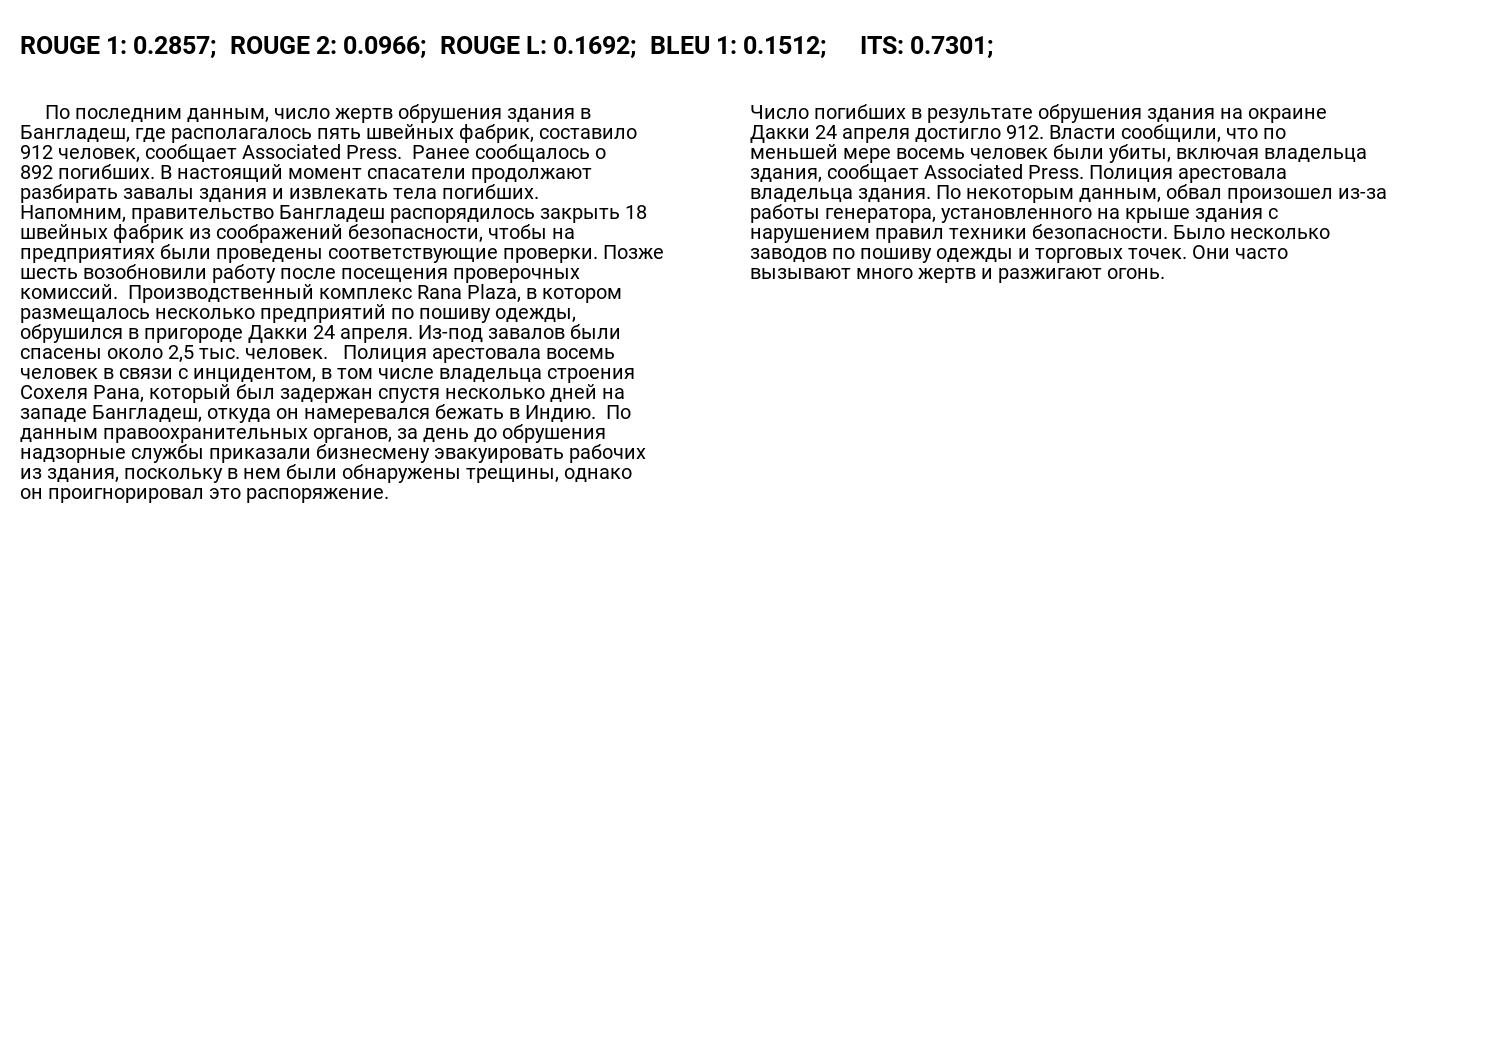 ROUGE 1: 0.2857; ROUGE 2: 0.0966; ROUGE L: 0.1692; BLEU 1: 0.1512; ITS: 0.7301;
По последним данным, число жертв обрушения здания в
Бангладеш, где располагалось пять швейных фабрик, составило
912 человек, сообщает Associated Press. Ранее сообщалось о
892 погибших. В настоящий момент спасатели продолжают
разбирать завалы здания и извлекать тела погибших.
Напомним, правительство Бангладеш распорядилось закрыть 18
швейных фабрик из соображений безопасности, чтобы на
предприятиях были проведены соответствующие проверки. Позже
шесть возобновили работу после посещения проверочных
комиссий. Производственный комплекс Rana Plaza, в котором
размещалось несколько предприятий по пошиву одежды,
обрушился в пригороде Дакки 24 апреля. Из-под завалов были
спасены около 2,5 тыс. человек. Полиция арестовала восемь
человек в связи с инцидентом, в том числе владельца строения
Сохеля Рана, который был задержан спустя несколько дней на
западе Бангладеш, откуда он намеревался бежать в Индию. По
данным правоохранительных органов, за день до обрушения
надзорные службы приказали бизнесмену эвакуировать рабочих
из здания, поскольку в нем были обнаружены трещины, однако
он проигнорировал это распоряжение.
Число погибших в результате обрушения здания на окраине
Дакки 24 апреля достигло 912. Власти сообщили, что по
меньшей мере восемь человек были убиты, включая владельца
здания, сообщает Associated Press. Полиция арестовала
владельца здания. По некоторым данным, обвал произошел из-за
работы генератора, установленного на крыше здания с
нарушением правил техники безопасности. Было несколько
заводов по пошиву одежды и торговых точек. Они часто
вызывают много жертв и разжигают огонь.